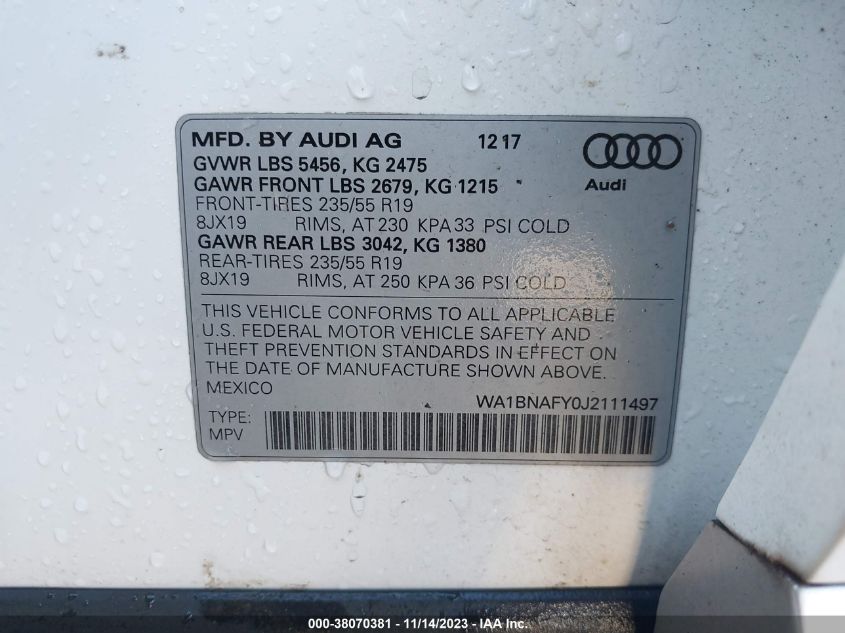 MFD. BY AUDI AG 12 17
GVWR LBS 5456, KG 2475
GAWR FRONT LBS 2679, KG 1215
Audi
FRONT-TIRES 235/55 R19
8JX19 RIMS, AT 230 KPA 33 PSI COLD
GAWR REAR LBS 3042, KG 1380
REAR-TIRES 235/55 R19
8JX19 RIMS, AT 250 KPA 36 PSI COLD
THIS VEHICLE CONFORMS TO ALL APPLICABLE
U.S. FEDERAL MOTOR VEHICLE SAFETY AND
THEFT PREVENTION STANDARDS IN EFFECT ON
THE DATE OF MANUFACTURE SHOWN ABOVE.
MEXICO
WA1BNAFY0J2111497
TYPE:
MPV
000-38070381 - 11/14/2023 - IAA Inc.